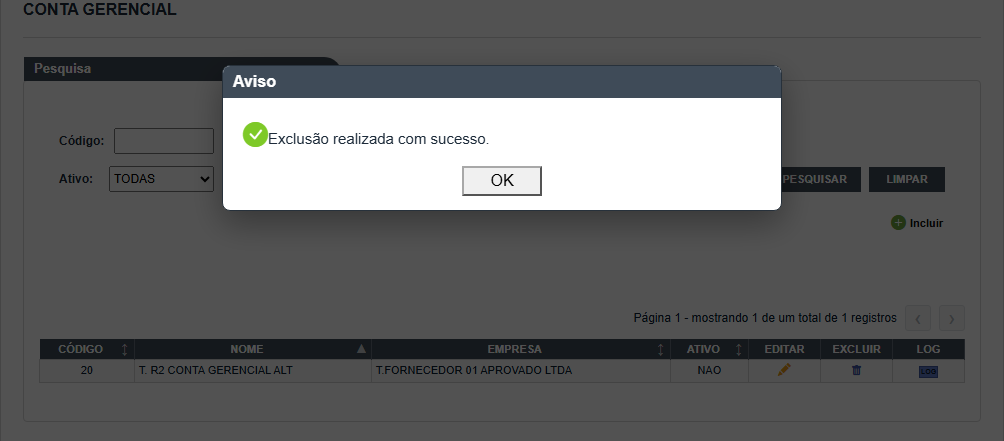 CONTA GERENCIAL
Pesquisa
Aviso
Exclusão realizada com sucesso.
OK
Código:
Ativo: TODAS
PESQUISAR LIMPAR
Incluir
Página 1 - mostrando 1 de um total de 1 registros
CÓDIGO NOME EMPRESA ATIVO EDITAR EXCLUIR LOG
20 T. R2 CONTA GERENCIAL ALT T.FORNECEDOR 01 APROVADO LTDA NAO LOG